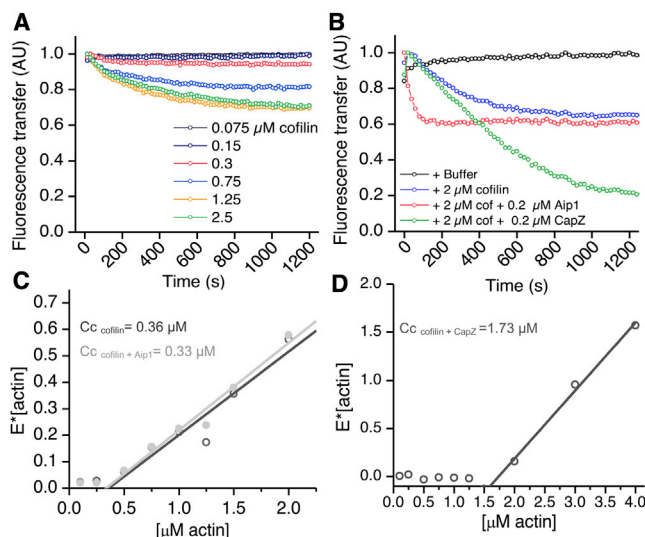 A
Fluorescence transfer (AU)
1.0
0.8
0.6
0.4
0.2
0.0
0.075 µM cofilin
0.15
0.3
0.75
1.25
2.5
0 200 400 600 800 1000 1200
Time (s)
B
Fluorescence transfer (AU)
1.0
0.8
0.6
0.4
0.2
0.0
+ Buffer
+ 2 µM cofilin
+ 2 µM cof + 0.2 µM Aip1
+ 2 µM cof + 0.2 µM CapZ
0 200 400 600 800 1000 1200
Time (s)
C
E*[actin]
0.7
0.6
0.5
0.4
0.3
0.2
0.1
0.0
Cc cofilin= 0.36 µM
Cc cofilin + Aip1= 0.33 µM
0.0 0.5 1.0 1.5 2.0
[µM actin]
D
E*[actin]
2.0
1.5
1.0
0.5
0.0
Cc cofilin + CapZ =1.73 µM
0.0 0.5 1.0 1.5 2.0 2.5 3.0 3.5 4.0
[µM actin]